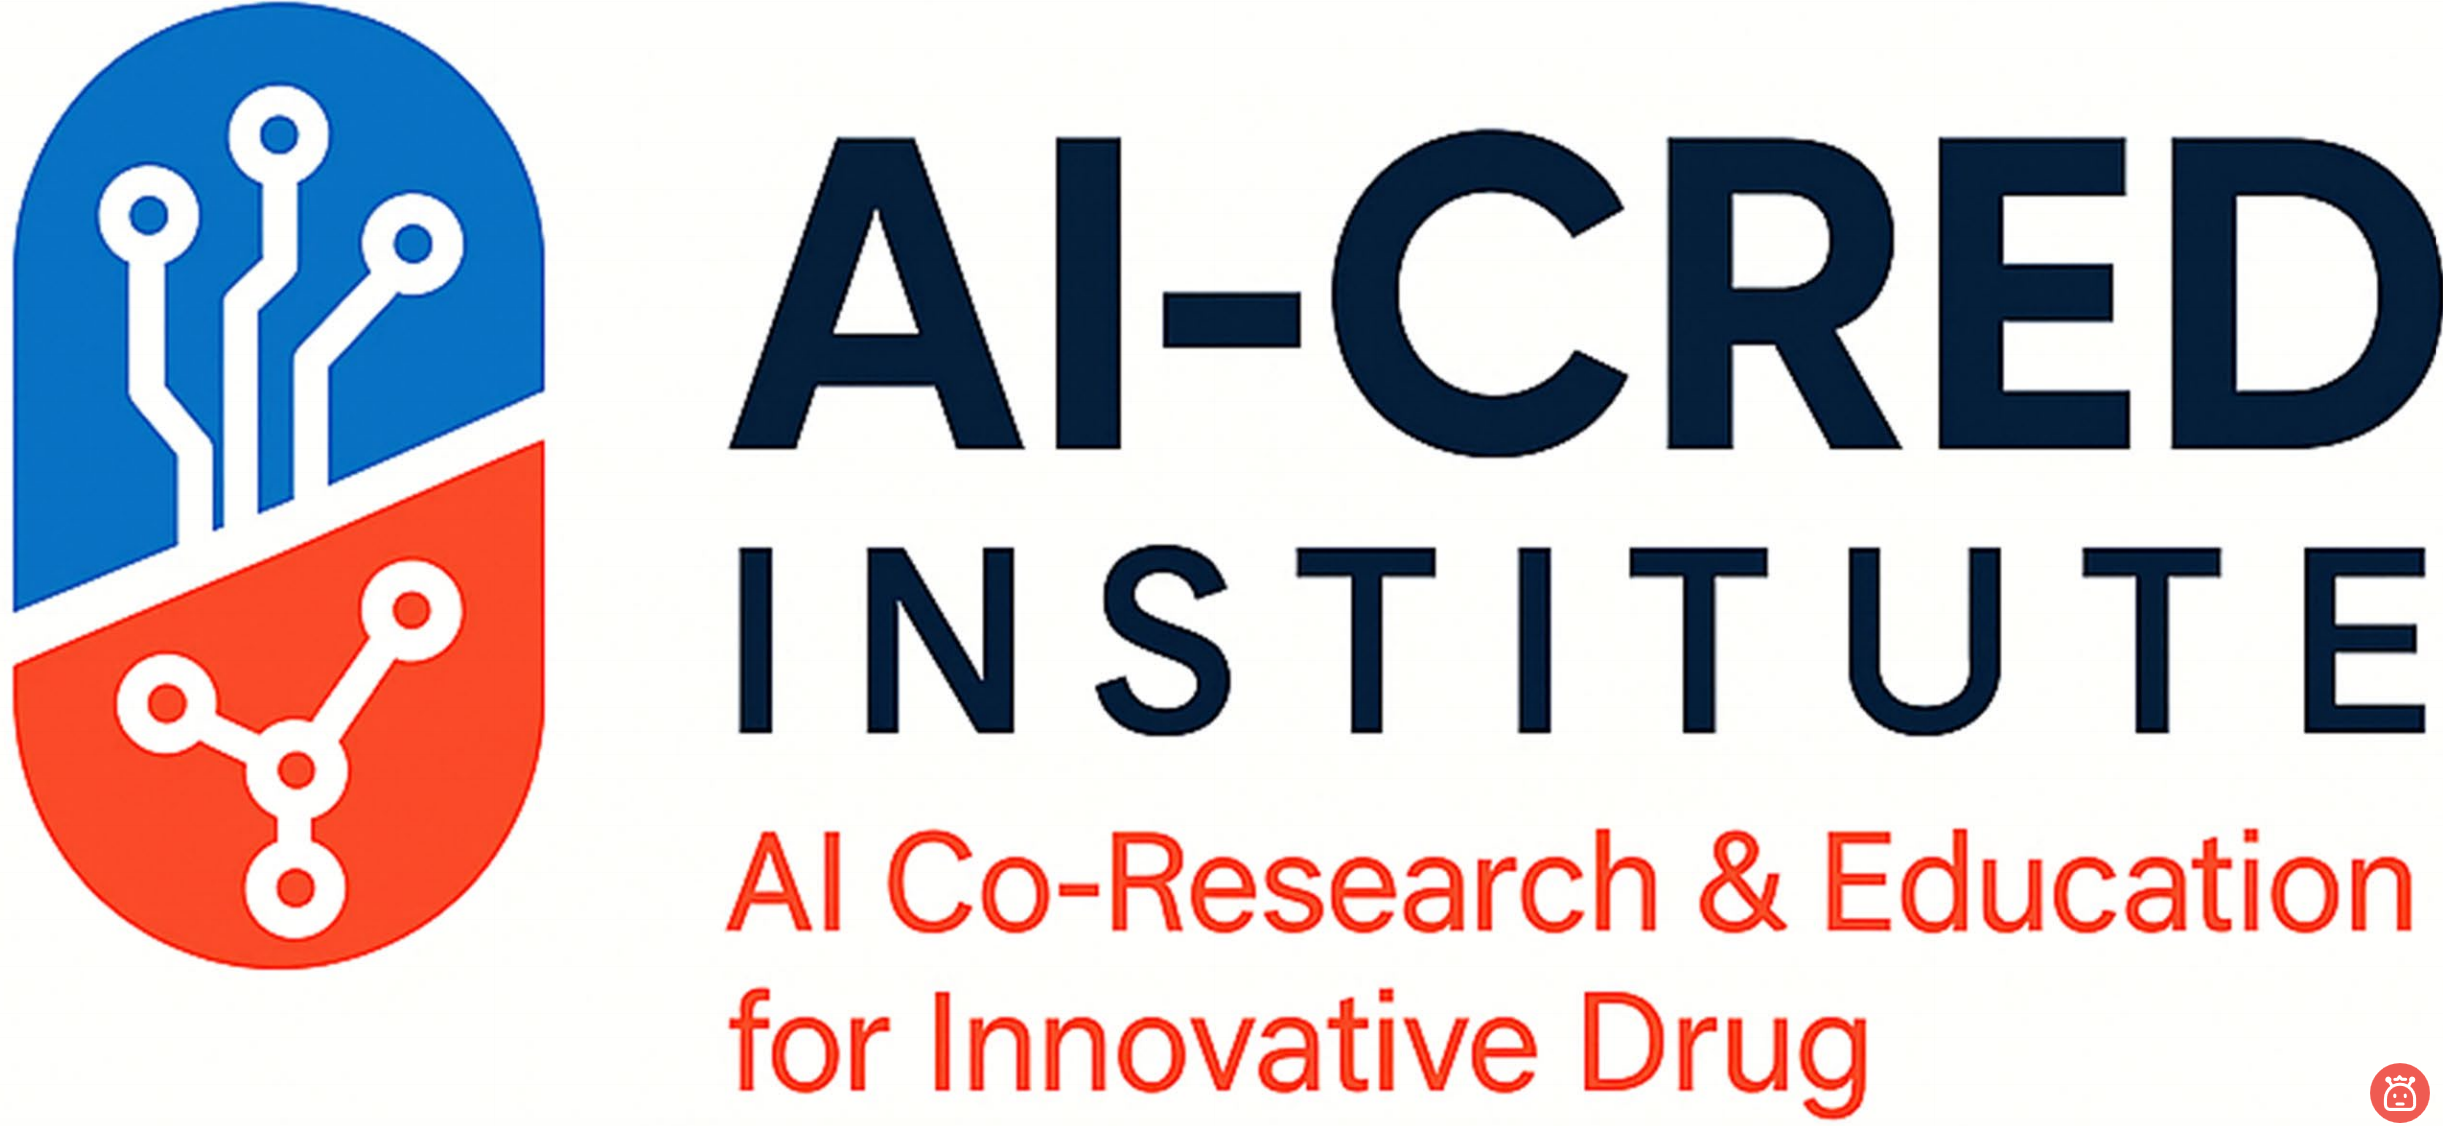 AI-CRED
INSTITUTE
AI Co-Research & Education
for Innovative Drug